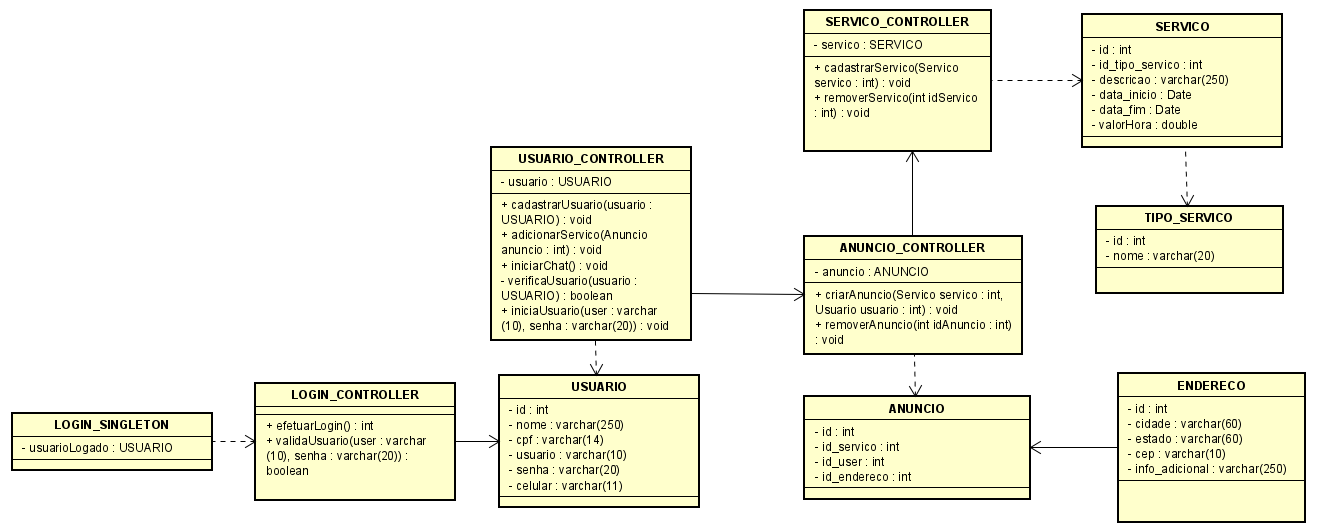 SERVICO_CONTROLLER
- servico : SERVICO
+ cadastrarServico(Servico
servico : int) : void
+ removerServico(int idServico
: int) : void
SERVICO
- id : int
- id_tipo_servico : int
- descricao : varchar(250)
- data_inicio : Date
- data_fim : Date
- valorHora : double
USUARIO_CONTROLLER
- usuario : USUARIO
+ cadastrarUsuario(usuario :
USUARIO) : void
+ adicionarServico(Anuncio
anuncio : int) : void
+ iniciarChat() : void
- verificaUsuario(usuario :
USUARIO) : boolean
+ iniciaUsuario(user : varchar
(10), senha : varchar(20)) : void
TIPO_SERVICO
- id : int
- nome : varchar(20)
ANUNCIO_CONTROLLER
- anuncio : ANUNCIO
+ criarAnuncio(Servico servico : int,
Usuario usuario : int) : void
+ removerAnuncio(int idAnuncio : int)
: void
LOGIN_SINGLETON
- usuarioLogado : USUARIO
LOGIN_CONTROLLER
+ efetuarLogin() : int
+ validaUsuario(user : varchar
(10), senha : varchar(20)) :
boolean
USUARIO
- id : int
- nome : varchar(250)
- cpf : varchar(14)
- usuario : varchar(10)
- senha : varchar(20)
- celular : varchar(11)
ANUNCIO
- id : int
- id_servico : int
- id_user : int
- id_endereco : int
ENDERECO
- id : int
- cidade : varchar(60)
- estado : varchar(60)
- cep : varchar(10)
- info_adicional : varchar(250)